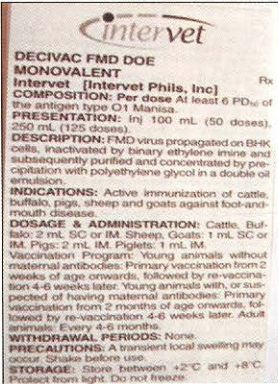 intervet
DECIVAC FMD DOE
MONOVALENT
Rx
Intervet [Intervet Phils, Inc]
COMPOSITION: Per dose At least 6 PD50 of
the antigen type O1 Manisa.
PRESENTATION: Inj 100 mL (50 doses),
250 mL (125 doses).
DESCRIPTION: FMD virus propagated on BHK
cells, inactivated by binary ethylene imine and
subsequently purified and concentrated by pre-
cipitation with polyethylene glycol in a double oil
emulsion.
INDICATIONS: Active immunization of cattle,
buffalo, pigs, sheep and goats against foot-and-
mouth disease.
DOSAGE & ADMINISTRATION: Cattle, Buf-
falo: 2 mL SC or IM. Sheep, Goats: 1 mL SC or
IM. Pigs: 2 mL IM. Piglets: 1 mL IM.
Vaccination Program: Young animals without
maternal antibodies: Primary vaccination from 2
weeks of age onwards, followed by re-vaccina-
tion 4-6 weeks later. Young animals with, or sus-
pected of having maternal antibodies: Primary
vaccination from 2 months of age onwards, fol-
lowed by re-vaccination 4-6 weeks later. Adult
animals: Every 4-6 months.
WITHDRAWAL PERIODS: None.
PRECAUTIONS: A transient local swelling may
occur. Shake before use.
STORAGE: Store between +2°C and +8°C.
Protect from light. Do not freeze.